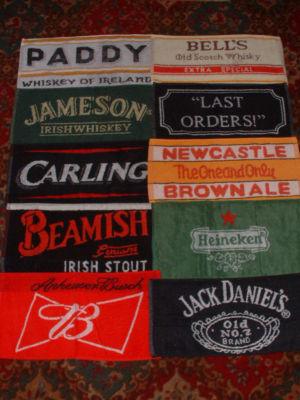 PADDY
WHISKEY OF IRELAND
JAMESON
IRISH WHISKEY
CARLING
BEAMISH
Genuine
IRISH STOUT
Anheuser Busch
B
BELL'S
Old Scotch Whisky
EXTRA SPECIAL
"LAST
ORDERS!"
NEWCASTLE
The One and Only
BROWN ALE
Heineken
JACK DANIEL'S
Old
NO.7
BRAND